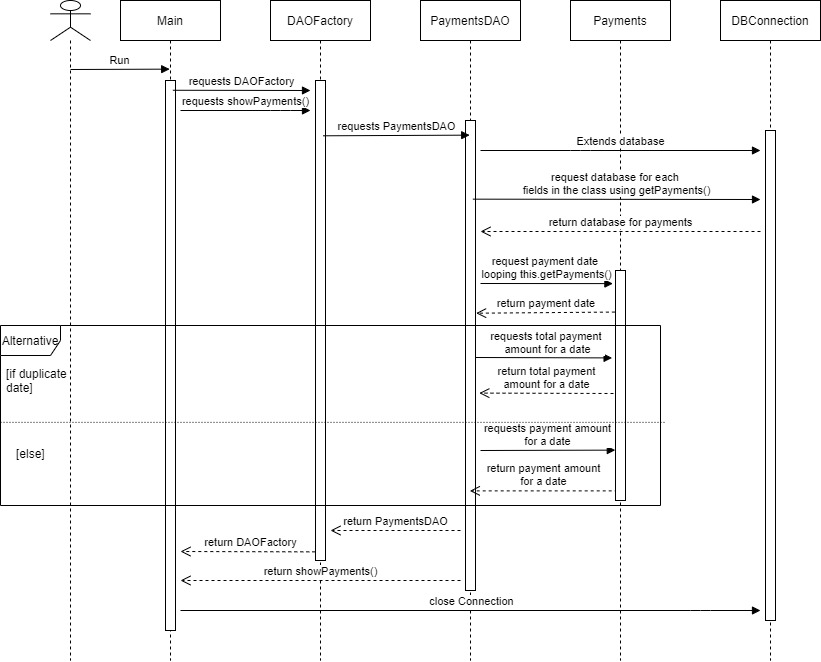 Main
DAOFactory
PaymentsDAO
Payments
DBConnection
Run
requests DAOFactory
requests showPayments()
requests PaymentsDAO
Extends database
request database for each
fields in the class using getPayments()
return database for payments
request payment date
looping this.getPayments()
return payment date
Alternative
requests total payment
amount for a date
[if duplicate
date]
return total payment
amount for a date
requests payment amount
for a date
[else]
return payment amount
for a date
return PaymentsDAO
return DAOFactory
return showPayments()
close Connection